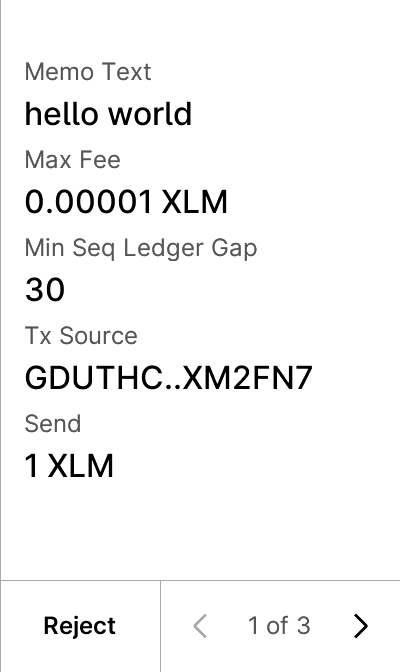 Memo Text
hello world
Max Fee
0.00001 XLM
Min Seq Ledger Gap
30
Tx Source
GDUTHC..XM2FN7
Send
1 XLM
Reject
1 of 3